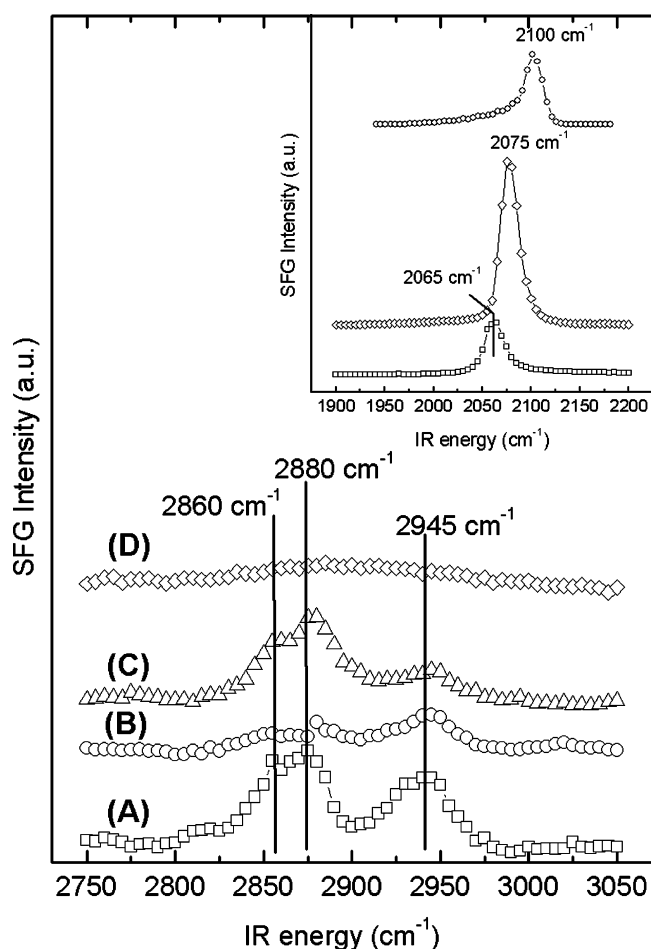 2100 cm⁻¹
2075 cm⁻¹
2065 cm⁻¹
SFG Intensity (a.u.)
1900 1950 2000 2050 2100 2150 2200
IR energy (cm⁻¹)
2880 cm⁻¹
2860 cm⁻¹
2945 cm⁻¹
SFG Intensity (a.u.)
(D)
(C)
(B)
(A)
2750 2800 2850 2900 2950 3000 3050
IR energy (cm⁻¹)